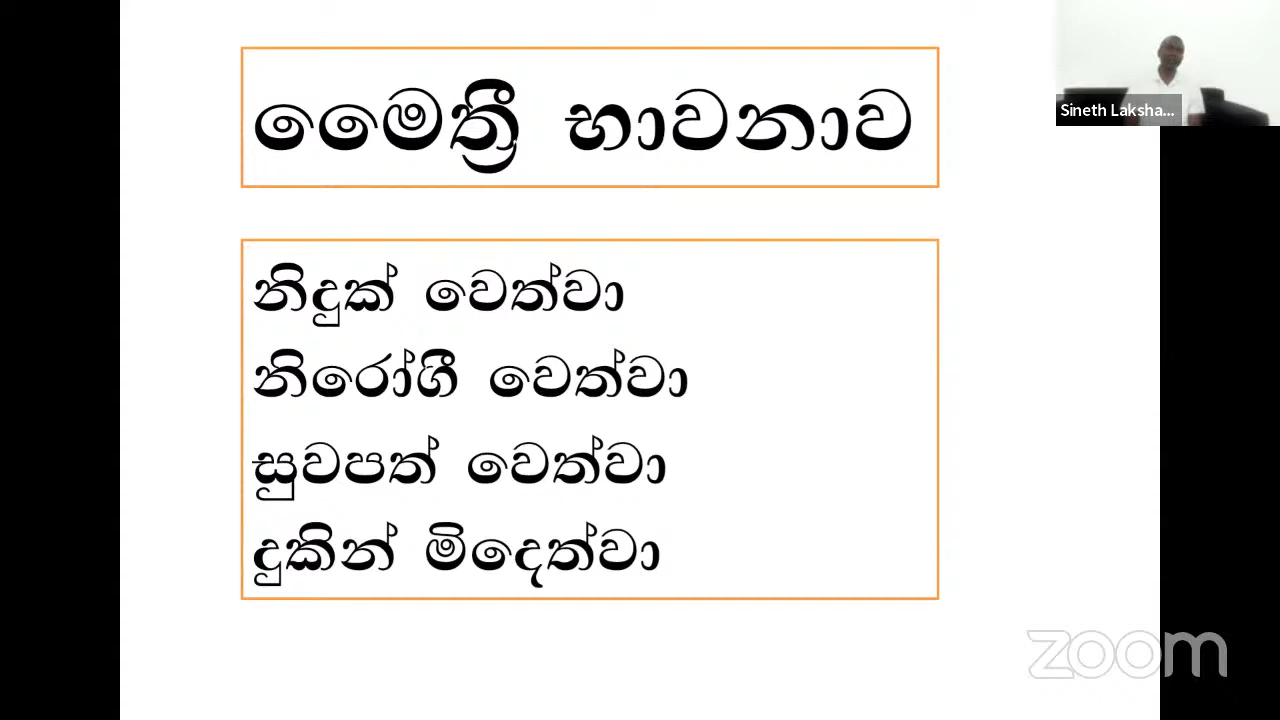 මෛත්‍රී භාවනාව
Sineth Laksha...
නිදුක් වෙත්වා
නිරෝගී වෙත්වා
සුවපත් වෙත්වා
දුකින් මිදෙත්වා
zoom